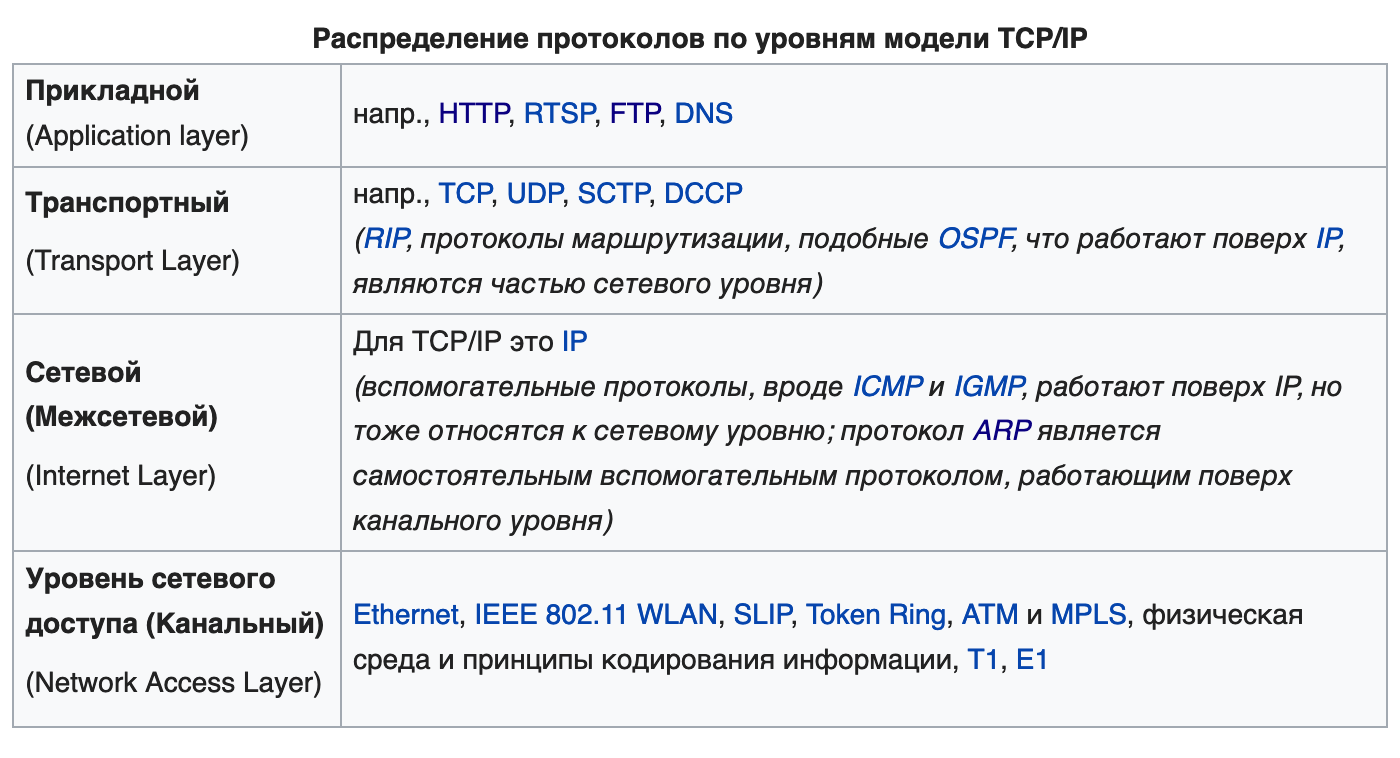 Распределение протоколов по уровням модели TCP/IP
Прикладной
(Application layer)
напр., HTTP, RTSP, FTP, DNS
Транспортный
(Transport Layer)
напр., TCP, UDP, SCTP, DCCP
(RIP, протоколы маршрутизации, подобные OSPF, что работают поверх IP,
являются частью сетевого уровня)
Сетевой
(Межсетевой)
(Internet Layer)
Для TCP/IP это IP
(вспомогательные протоколы, вроде ICMP и IGMP, работают поверх IP, но
тоже относятся к сетевому уровню; протокол ARP является
самостоятельным вспомогательным протоколом, работающим поверх
канального уровня)
Уровень сетевого
доступа (Канальный)
(Network Access Layer)
Ethernet, IEEE 802.11 WLAN, SLIP, Token Ring, ATM и MPLS, физическая
среда и принципы кодирования информации, T1, E1